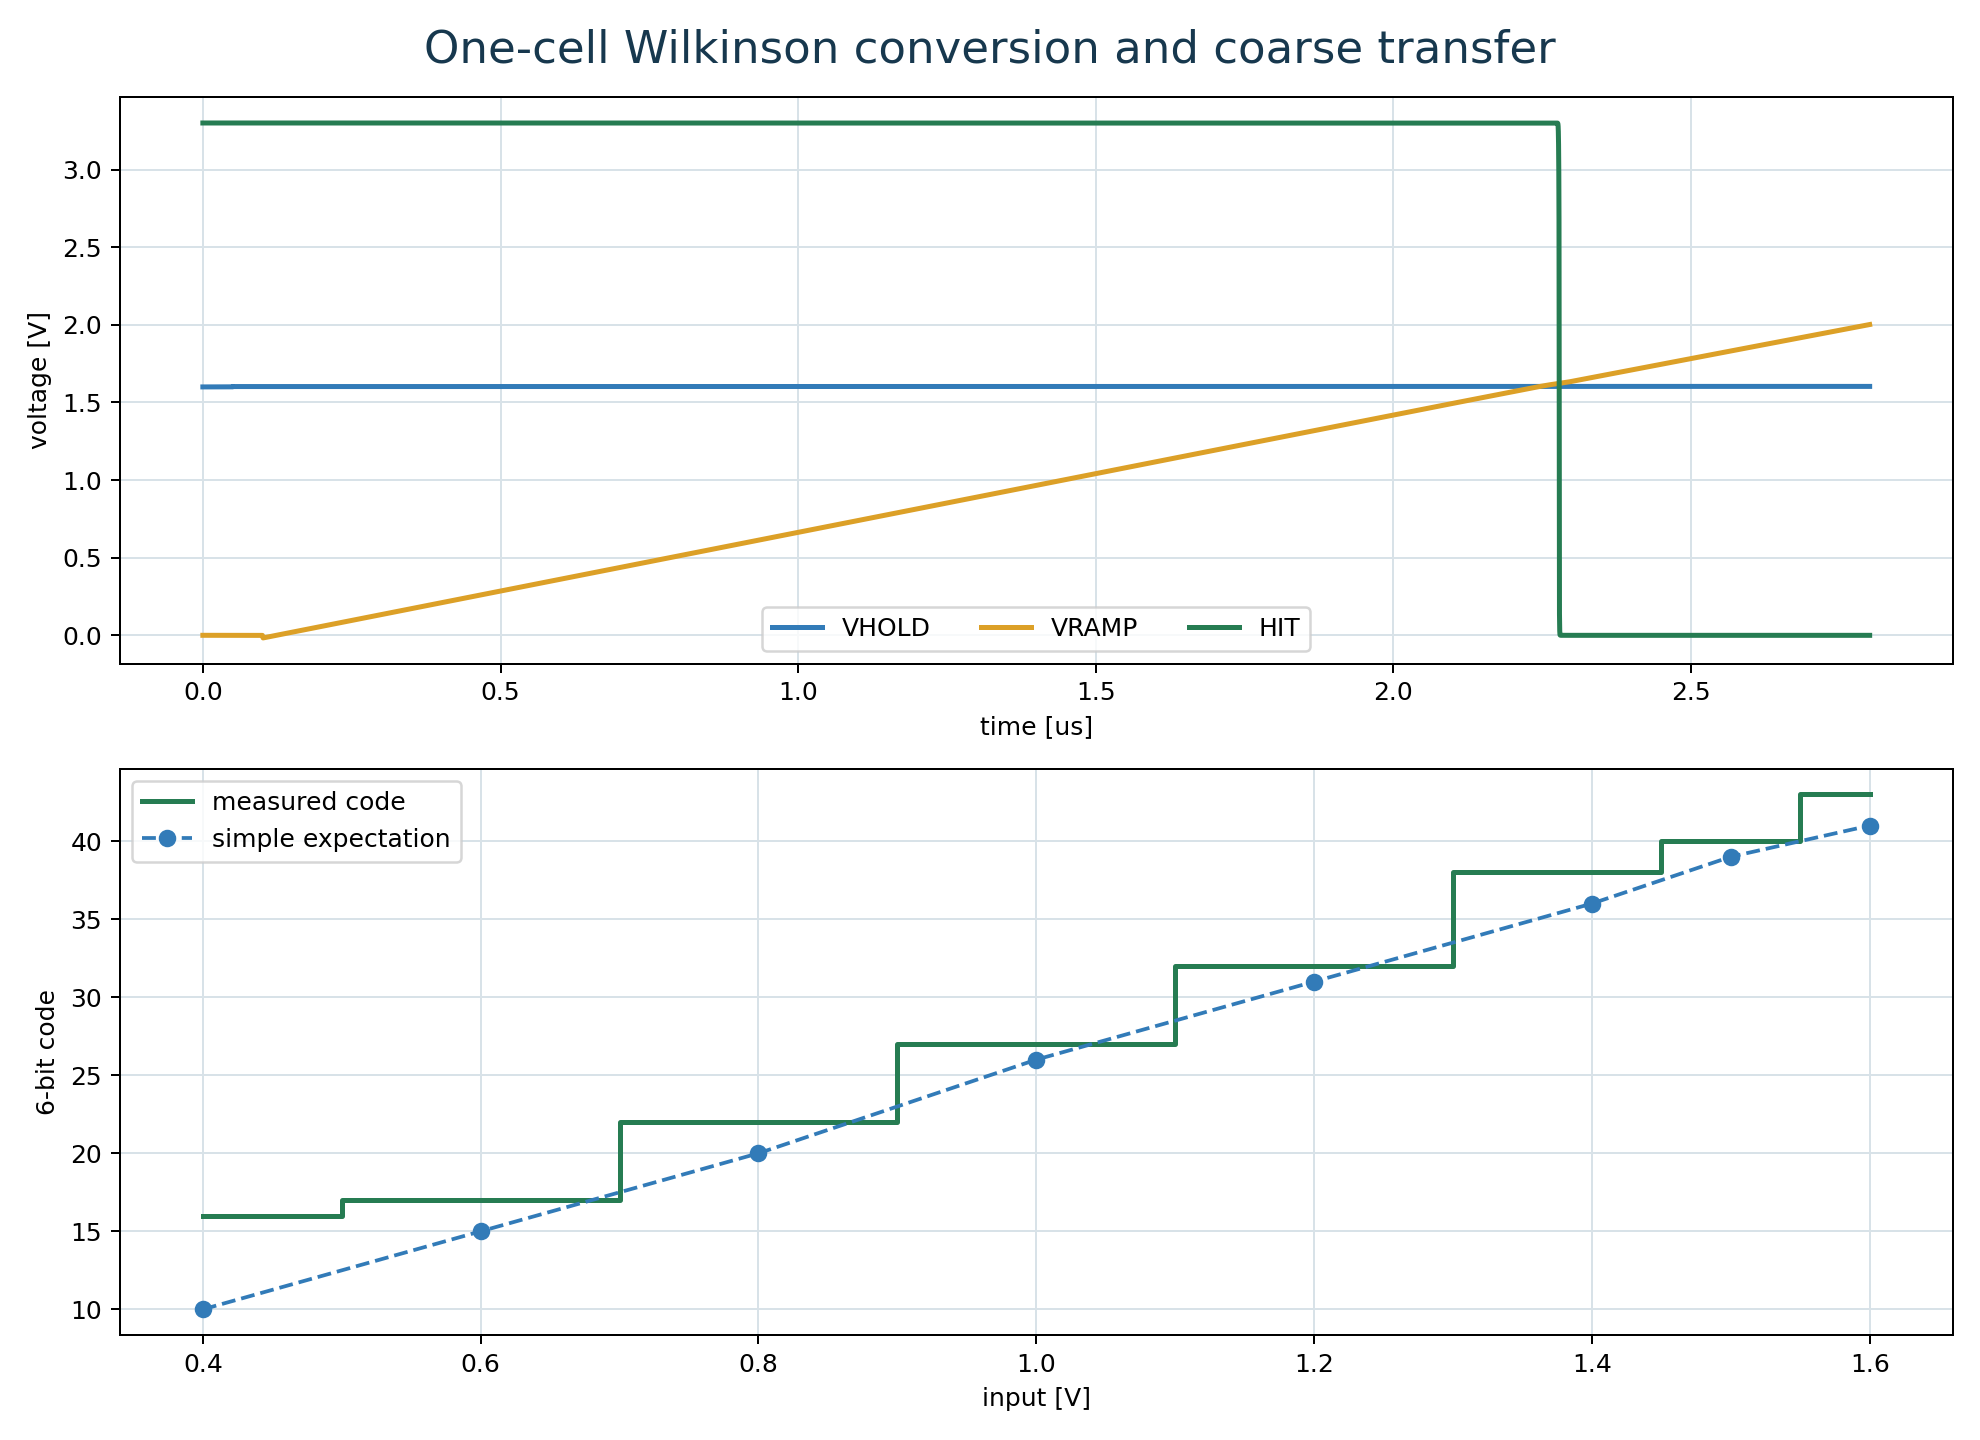 One-cell Wilkinson conversion and coarse transfer
3.0
2.5
2.0
1.5
1.0
0.5
0.0
voltage [V]
VHOLD VRAMP HIT
0.0 0.5 1.0 1.5 2.0 2.5
time [us]
measured code
simple expectation
40
35
30
25
20
15
10
6-bit code
0.4 0.6 0.8 1.0 1.2 1.4 1.6
input [V]